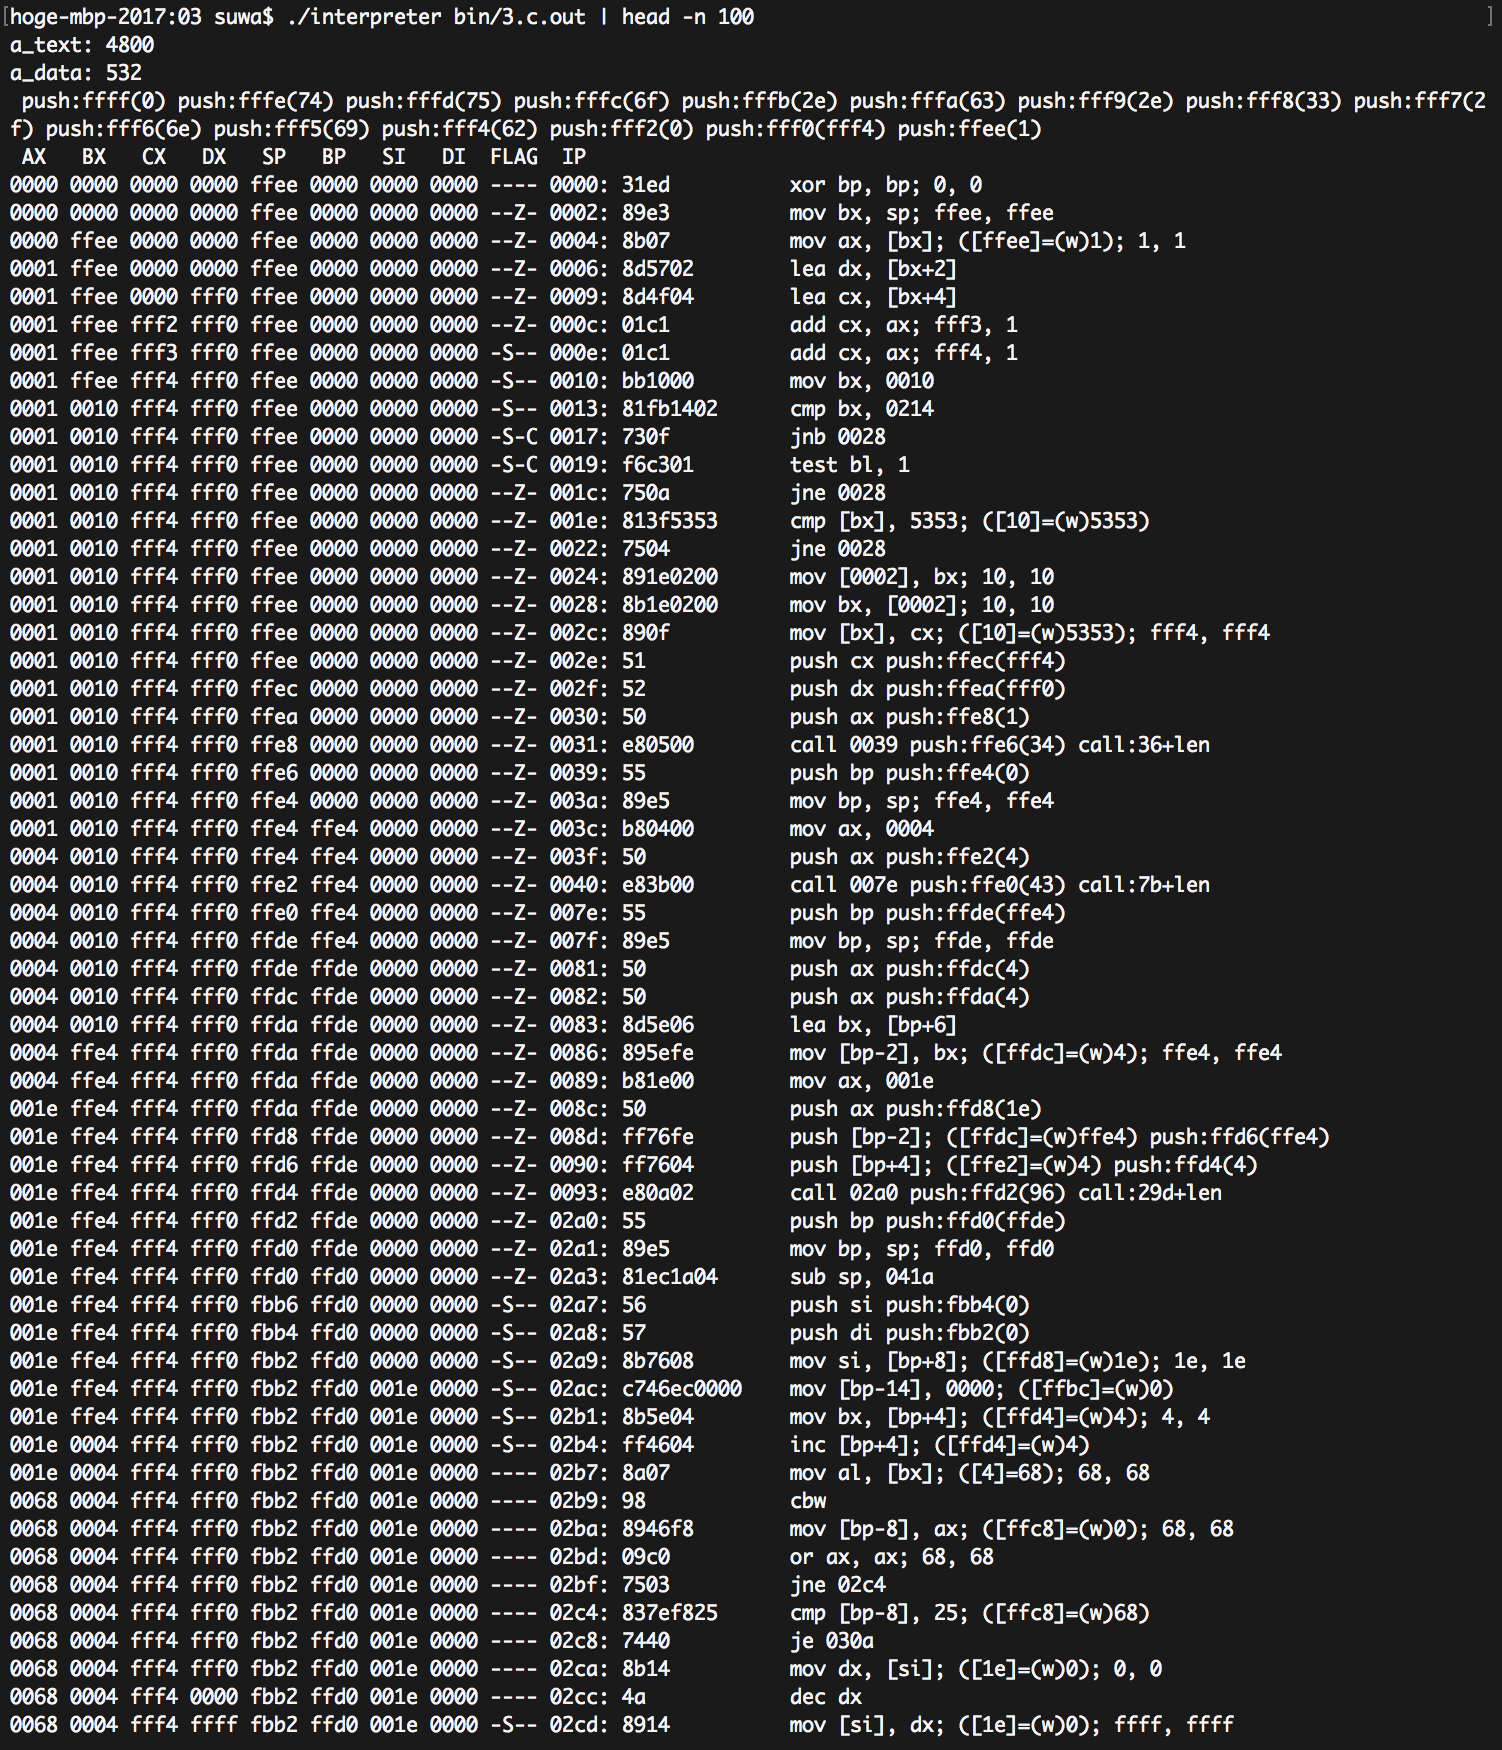 [hoge-mbp-2017:03 suwa$ ./interpreter bin/3.c.out | head -n 100 ]
a_text: 4800
a_data: 532
 push:ffff(0) push:fffe(74) push:fffd(75) push:fffc(6f) push:fffb(2e) push:fffa(63) push:fff9(2e) push:fff8(33) push:fff7(2
f) push:fff6(6e) push:fff5(69) push:fff4(62) push:fff2(0) push:fff0(fff4) push:ffee(1)
 AX   BX   CX   DX   SP   BP   SI   DI  FLAG  IP
0000 0000 0000 0000 ffee 0000 0000 0000 ---- 0000: 31ed          xor bp, bp; 0, 0
0000 0000 0000 0000 ffee 0000 0000 0000 --Z- 0002: 89e3          mov bx, sp; ffee, ffee
0000 ffee 0000 0000 ffee 0000 0000 0000 --Z- 0004: 8b07          mov ax, [bx]; ([ffee]=(w)1); 1, 1
0001 ffee 0000 0000 ffee 0000 0000 0000 --Z- 0006: 8d5702        lea dx, [bx+2]
0001 ffee 0000 fff0 ffee 0000 0000 0000 --Z- 0009: 8d4f04        lea cx, [bx+4]
0001 ffee fff2 fff0 ffee 0000 0000 0000 --Z- 000c: 01c1          add cx, ax; fff3, 1
0001 ffee fff3 fff0 ffee 0000 0000 0000 -S-- 000e: 01c1          add cx, ax; fff4, 1
0001 ffee fff4 fff0 ffee 0000 0000 0000 -S-- 0010: bb1000        mov bx, 0010
0001 0010 fff4 fff0 ffee 0000 0000 0000 -S-- 0013: 81fb1402      cmp bx, 0214
0001 0010 fff4 fff0 ffee 0000 0000 0000 -S-C 0017: 730f          jnb 0028
0001 0010 fff4 fff0 ffee 0000 0000 0000 -S-C 0019: f6c301        test bl, 1
0001 0010 fff4 fff0 ffee 0000 0000 0000 --Z- 001c: 750a          jne 0028
0001 0010 fff4 fff0 ffee 0000 0000 0000 --Z- 001e: 813f5353      cmp [bx], 5353; ([10]=(w)5353)
0001 0010 fff4 fff0 ffee 0000 0000 0000 --Z- 0022: 7504          jne 0028
0001 0010 fff4 fff0 ffee 0000 0000 0000 --Z- 0024: 891e0200      mov [0002], bx; 10, 10
0001 0010 fff4 fff0 ffee 0000 0000 0000 --Z- 0028: 8b1e0200      mov bx, [0002]; 10, 10
0001 0010 fff4 fff0 ffee 0000 0000 0000 --Z- 002c: 890f          mov [bx], cx; ([10]=(w)5353); fff4, fff4
0001 0010 fff4 fff0 ffee 0000 0000 0000 --Z- 002e: 51            push cx push:ffec(fff4)
0001 0010 fff4 fff0 ffec 0000 0000 0000 --Z- 002f: 52            push dx push:ffea(fff0)
0001 0010 fff4 fff0 ffea 0000 0000 0000 --Z- 0030: 50            push ax push:ffe8(1)
0001 0010 fff4 fff0 ffe8 0000 0000 0000 --Z- 0031: e80500        call 0039 push:ffe6(34) call:36+len
0001 0010 fff4 fff0 ffe6 0000 0000 0000 --Z- 0039: 55            push bp push:ffe4(0)
0001 0010 fff4 fff0 ffe4 0000 0000 0000 --Z- 003a: 89e5          mov bp, sp; ffe4, ffe4
0001 0010 fff4 fff0 ffe4 ffe4 0000 0000 --Z- 003c: b80400        mov ax, 0004
0004 0010 fff4 fff0 ffe4 ffe4 0000 0000 --Z- 003f: 50            push ax push:ffe2(4)
0004 0010 fff4 fff0 ffe2 ffe4 0000 0000 --Z- 0040: e83b00        call 007e push:ffe0(43) call:7b+len
0004 0010 fff4 fff0 ffe0 ffe4 0000 0000 --Z- 007e: 55            push bp push:ffde(ffe4)
0004 0010 fff4 fff0 ffde ffe4 0000 0000 --Z- 007f: 89e5          mov bp, sp; ffde, ffde
0004 0010 fff4 fff0 ffde ffde 0000 0000 --Z- 0081: 50            push ax push:ffdc(4)
0004 0010 fff4 fff0 ffdc ffde 0000 0000 --Z- 0082: 50            push ax push:ffda(4)
0004 0010 fff4 fff0 ffda ffde 0000 0000 --Z- 0083: 8d5e06        lea bx, [bp+6]
0004 ffe4 fff4 fff0 ffda ffde 0000 0000 --Z- 0086: 895efe        mov [bp-2], bx; ([ffdc]=(w)4); ffe4, ffe4
0004 ffe4 fff4 fff0 ffda ffde 0000 0000 --Z- 0089: b81e00        mov ax, 001e
001e ffe4 fff4 fff0 ffda ffde 0000 0000 --Z- 008c: 50            push ax push:ffd8(1e)
001e ffe4 fff4 fff0 ffd8 ffde 0000 0000 --Z- 008d: ff76fe        push [bp-2]; ([ffdc]=(w)ffe4) push:ffd6(ffe4)
001e ffe4 fff4 fff0 ffd6 ffde 0000 0000 --Z- 0090: ff7604        push [bp+4]; ([ffe2]=(w)4) push:ffd4(4)
001e ffe4 fff4 fff0 ffd4 ffde 0000 0000 --Z- 0093: e80a02        call 02a0 push:ffd2(96) call:29d+len
001e ffe4 fff4 fff0 ffd2 ffde 0000 0000 --Z- 02a0: 55            push bp push:ffd0(ffde)
001e ffe4 fff4 fff0 ffd0 ffde 0000 0000 --Z- 02a1: 89e5          mov bp, sp; ffd0, ffd0
001e ffe4 fff4 fff0 ffd0 ffd0 0000 0000 --Z- 02a3: 81ec1a04      sub sp, 041a
001e ffe4 fff4 fff0 fbb6 ffd0 0000 0000 -S-- 02a7: 56            push si push:fbb4(0)
001e ffe4 fff4 fff0 fbb4 ffd0 0000 0000 -S-- 02a8: 57            push di push:fbb2(0)
001e ffe4 fff4 fff0 fbb2 ffd0 0000 0000 -S-- 02a9: 8b7608        mov si, [bp+8]; ([ffd8]=(w)1e); 1e, 1e
001e ffe4 fff4 fff0 fbb2 ffd0 001e 0000 -S-- 02ac: c746ec0000    mov [bp-14], 0000; ([ffbc]=(w)0)
001e ffe4 fff4 fff0 fbb2 ffd0 001e 0000 -S-- 02b1: 8b5e04        mov bx, [bp+4]; ([ffd4]=(w)4); 4, 4
001e 0004 fff4 fff0 fbb2 ffd0 001e 0000 -S-- 02b4: ff4604        inc [bp+4]; ([ffd4]=(w)4)
001e 0004 fff4 fff0 fbb2 ffd0 001e 0000 ---- 02b7: 8a07          mov al, [bx]; ([4]=68); 68, 68
0068 0004 fff4 fff0 fbb2 ffd0 001e 0000 ---- 02b9: 98            cbw
0068 0004 fff4 fff0 fbb2 ffd0 001e 0000 ---- 02ba: 8946f8        mov [bp-8], ax; ([ffc8]=(w)0); 68, 68
0068 0004 fff4 fff0 fbb2 ffd0 001e 0000 ---- 02bd: 09c0          or ax, ax; 68, 68
0068 0004 fff4 fff0 fbb2 ffd0 001e 0000 ---- 02bf: 7503          jne 02c4
0068 0004 fff4 fff0 fbb2 ffd0 001e 0000 ---- 02c4: 837ef825      cmp [bp-8], 25; ([ffc8]=(w)68)
0068 0004 fff4 fff0 fbb2 ffd0 001e 0000 ---- 02c8: 7440          je 030a
0068 0004 fff4 fff0 fbb2 ffd0 001e 0000 ---- 02ca: 8b14          mov dx, [si]; ([1e]=(w)0); 0, 0
0068 0004 fff4 0000 fbb2 ffd0 001e 0000 ---- 02cc: 4a            dec dx
0068 0004 fff4 ffff fbb2 ffd0 001e 0000 -S-- 02cd: 8914          mov [si], dx; ([1e]=(w)0); ffff, ffff